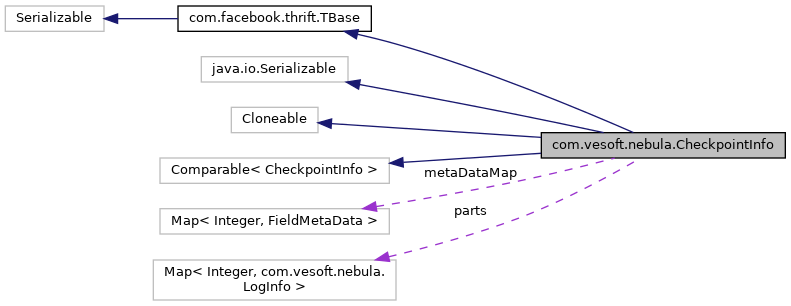 Serializable
com.facebook.thrift.TBase
java.io.Serializable
Cloneable
com.vesoft.nebula.CheckpointInfo
Comparable< CheckpointInfo >
metaDataMap
Map< Integer, FieldMetaData >
parts
Map< Integer, com.vesoft.nebula.
LogInfo >